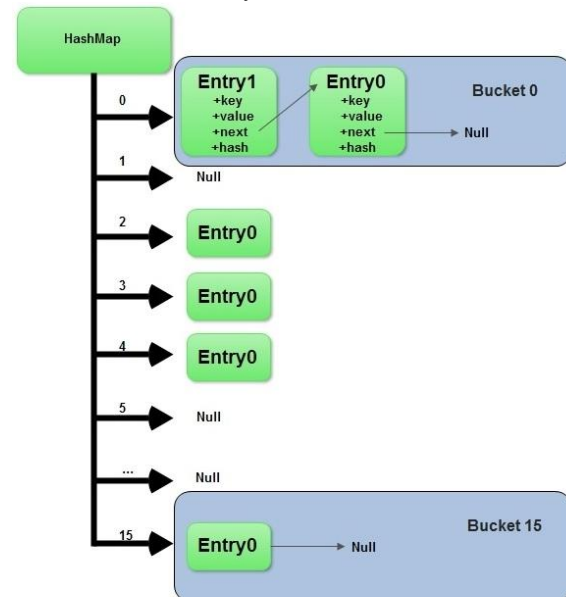 HashMap
0
Entry1
+key
+value
+next
+hash
Entry0
+key
+value
+next
+hash
Null
Bucket 0
1
Null
2
Entry0
3
Entry0
4
Entry0
5
Null
...
Null
15
Entry0
Null
Bucket 15